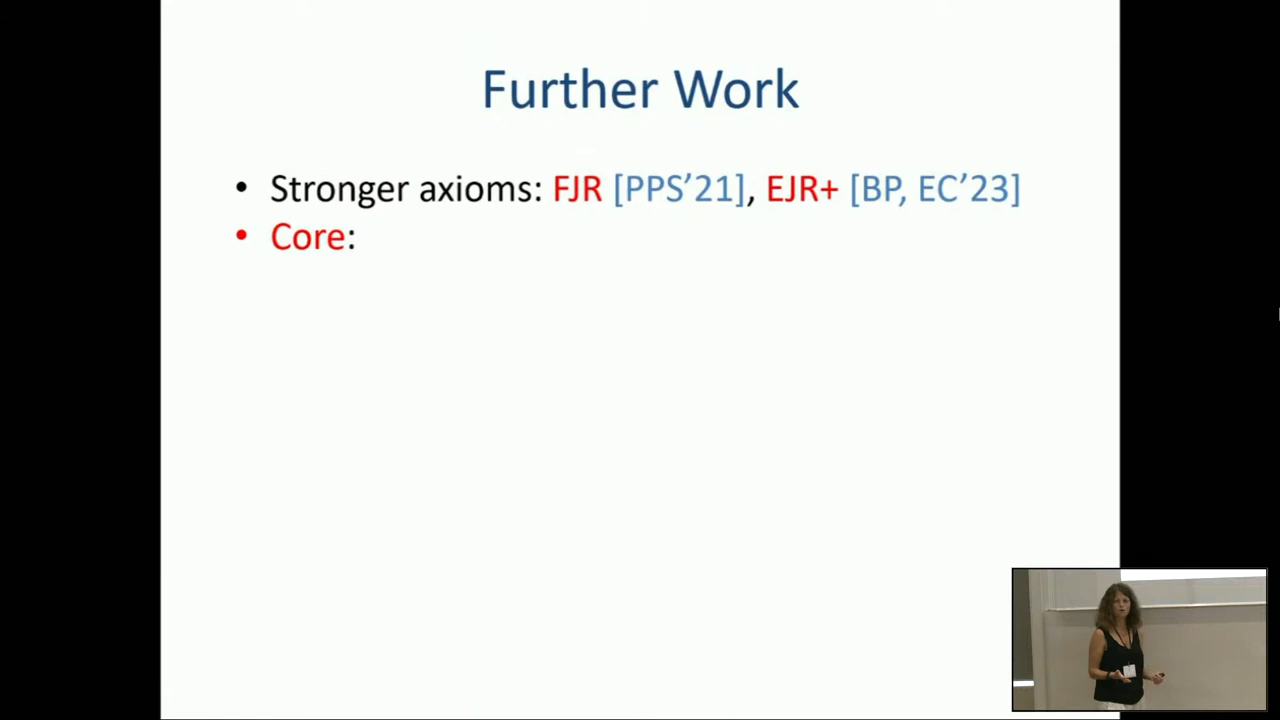 Further Work
• Stronger axioms: FJR [PPS’21], EJR+ [BP, EC’23]
• Core: